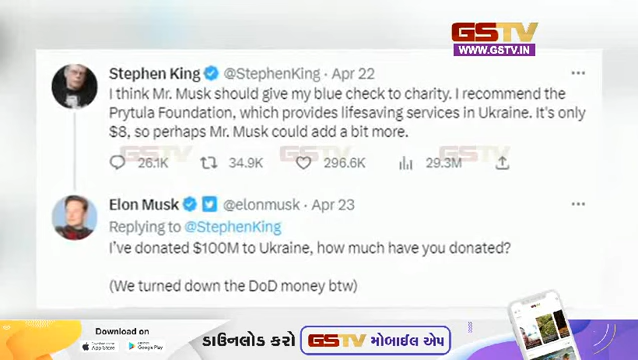 GSTV
WWW.GSTV.IN
Stephen King @StephenKing · Apr 22
I think Mr. Musk should give my blue check to charity. I recommend the
Prytula Foundation, which provides lifesaving services in Ukraine. It's only
$8, so perhaps Mr. Musk could add a bit more.
26.1K 34.9K 296.6K 29.3M
GSTV GSTV
Elon Musk @elonmusk · Apr 23
Replying to @StephenKing
I've donated $100M to Ukraine, how much have you donated?
(We turned down the DoD money btw)
Download on
App Store Google Play
ડાઉનલોડ કરો GSTV મોબાઈલ એપ